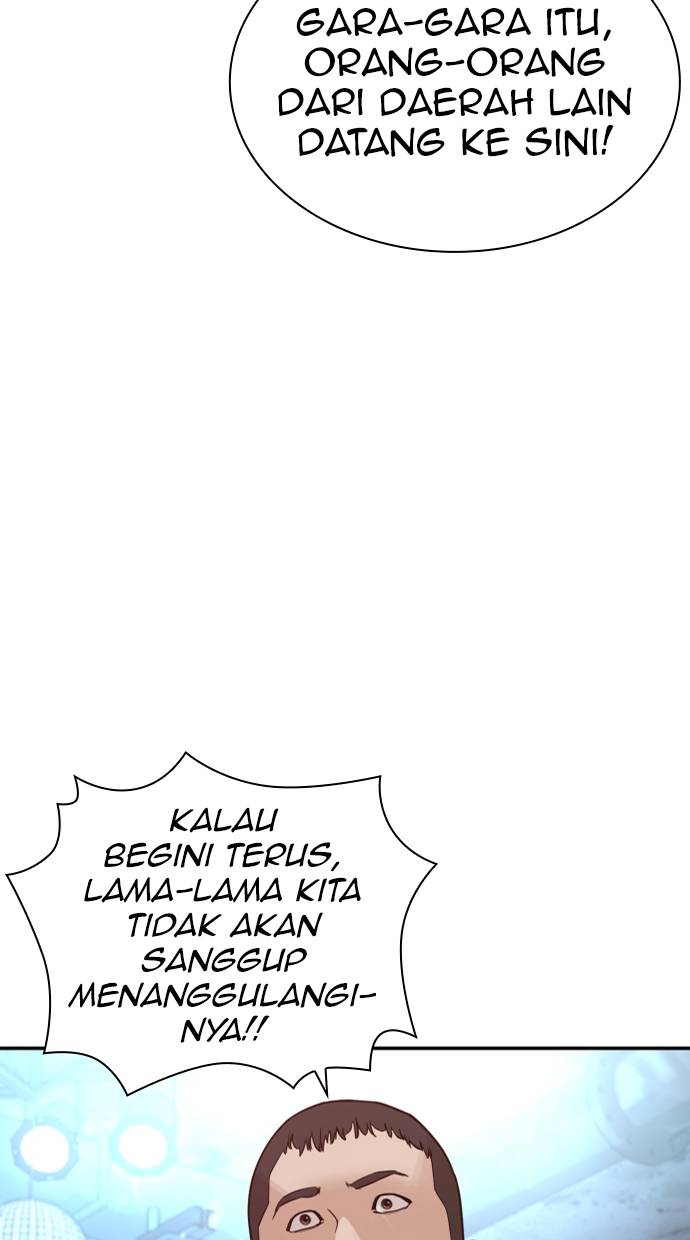 GARA-GARA ITU,
ORANG-ORANG
DARI DAERAH LAIN
DATANG KE SINI!
KALAU
BEGINI TERUS,
LAMA-LAMA KITA
TIDAK AKAN
SANGGUP
MENANGGULANGI-
NYA!!